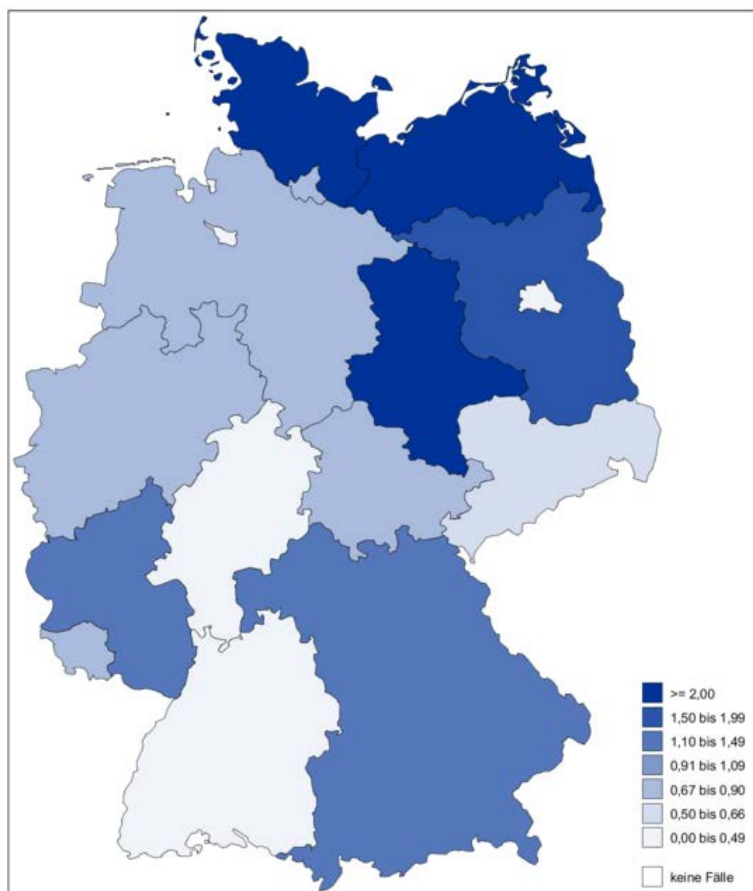 >= 2,00
1,50 bis 1,99
1,10 bis 1,49
0,91 bis 1,09
0,67 bis 0,90
0,50 bis 0,66
0,00 bis 0,49
keine Fälle